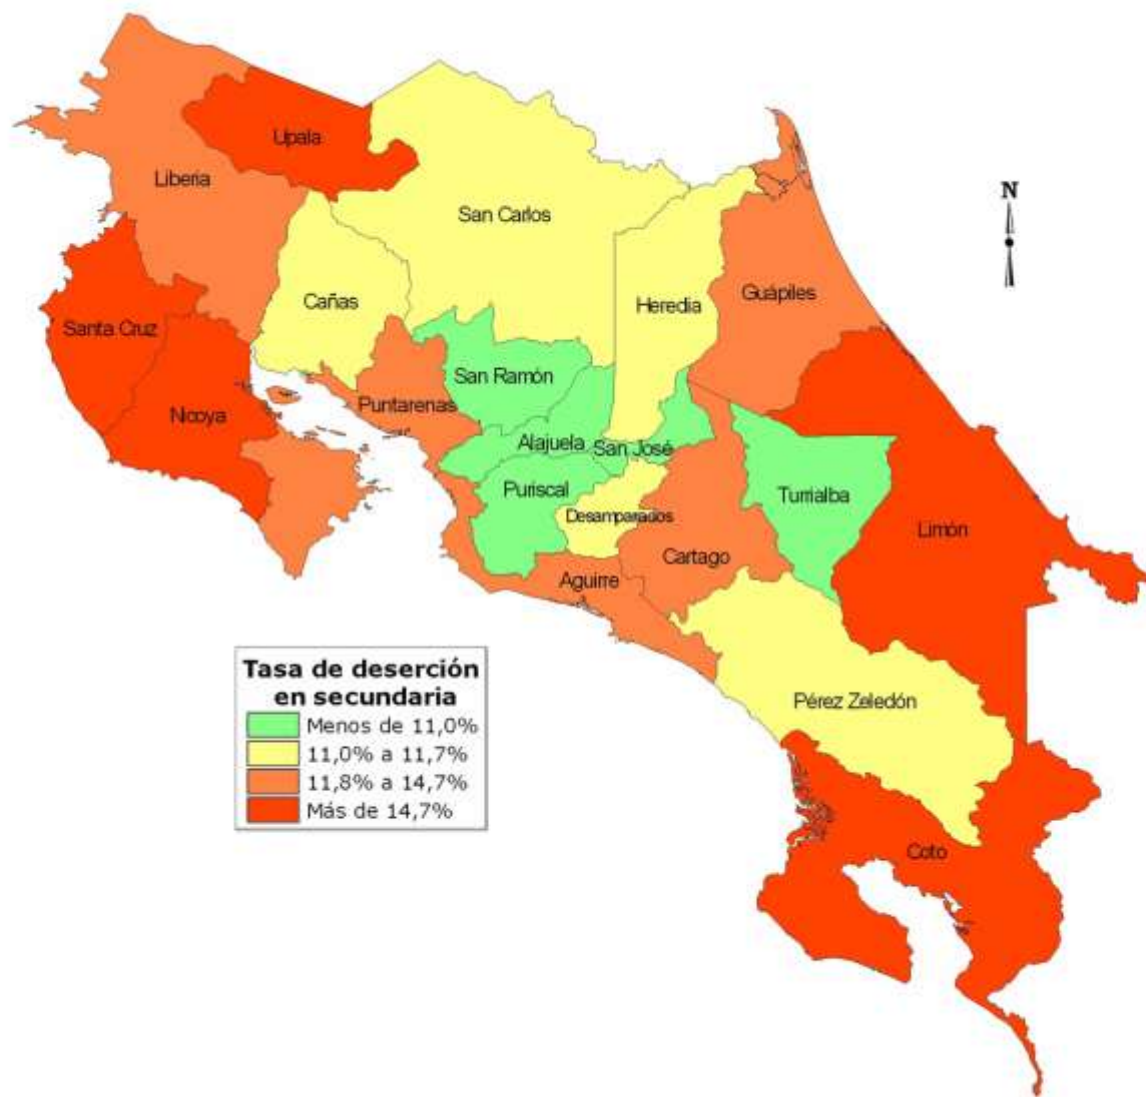 Upala
Liberia
N
San Carlos
Cañas
Heredia
Guápiles
Santa Cruz
San Ramón
Puntarenas
Nicoya
Alajuela
San José
Puriscal
Turrialba
Desamparados
Limón
Cartago
Aguirre
Pérez Zeledón
Coto
Tasa de deserción
en secundaria
Menos de 11,0%
11,0% a 11,7%
11,8% a 14,7%
Más de 14,7%